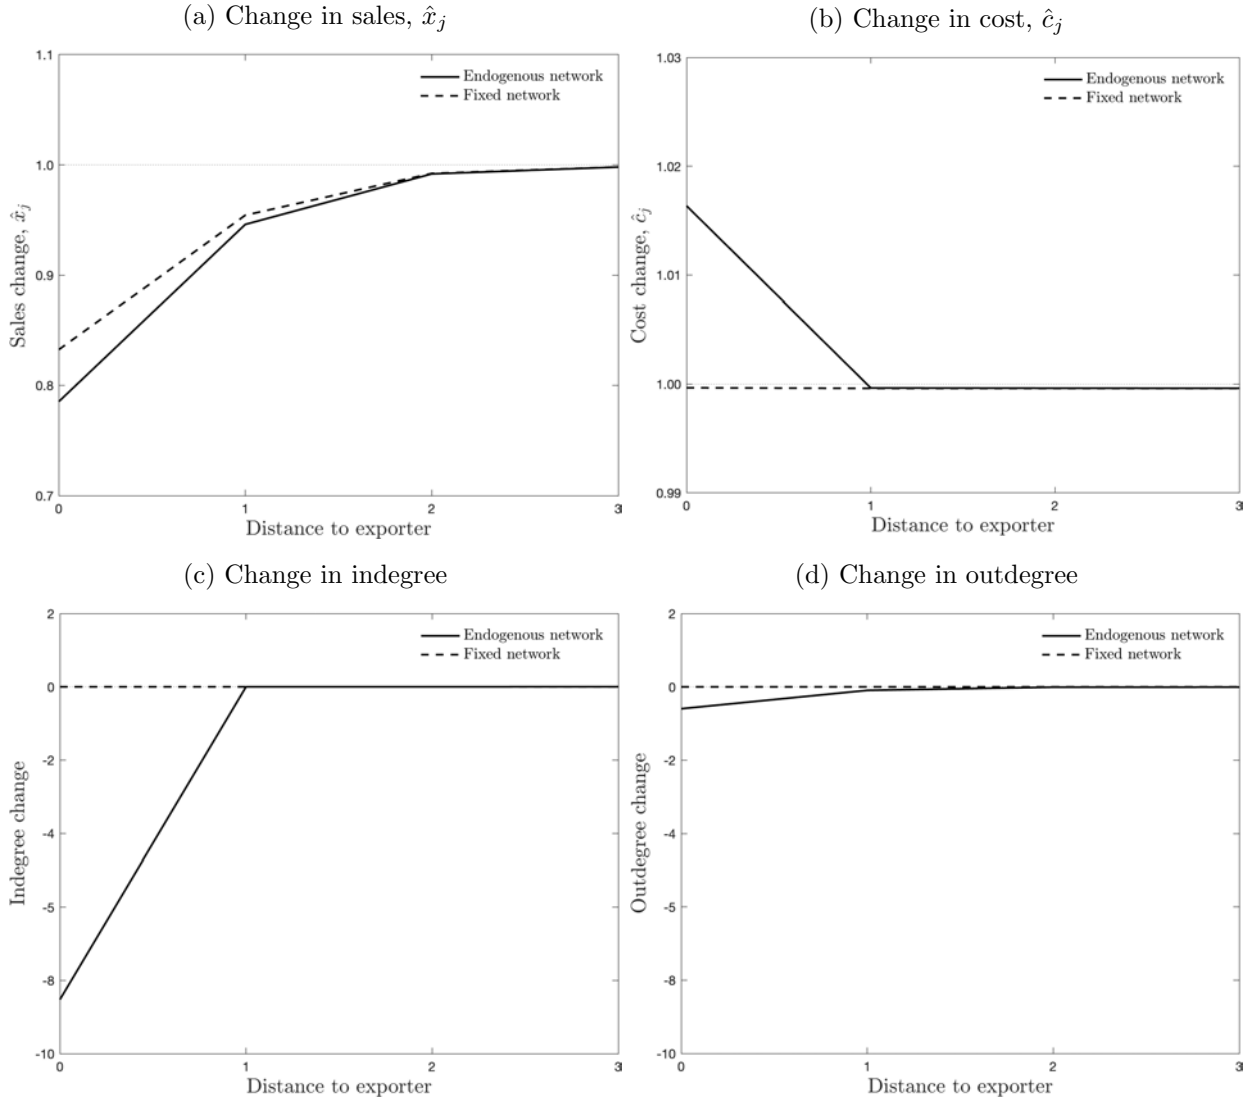 (a) Change in sales, x̂ⱼ
1.1
1.0
0.9
0.8
0.7
Sales change, x̂ⱼ
Endogenous network
Fixed network
0 1 2 3
Distance to exporter
(b) Change in cost, ĉⱼ
1.03
1.02
1.01
1.00
0.99
Cost change, ĉⱼ
Endogenous network
Fixed network
0 1 2 3
Distance to exporter
(c) Change in indegree
2
0
-2
-4
-5
-8
-10
Indegree change
Endogenous network
Fixed network
0 1 2 3
Distance to exporter
(d) Change in outdegree
2
0
-2
-4
-5
-8
-10
Outdegree change
Endogenous network
Fixed network
0 1 2 3
Distance to exporter